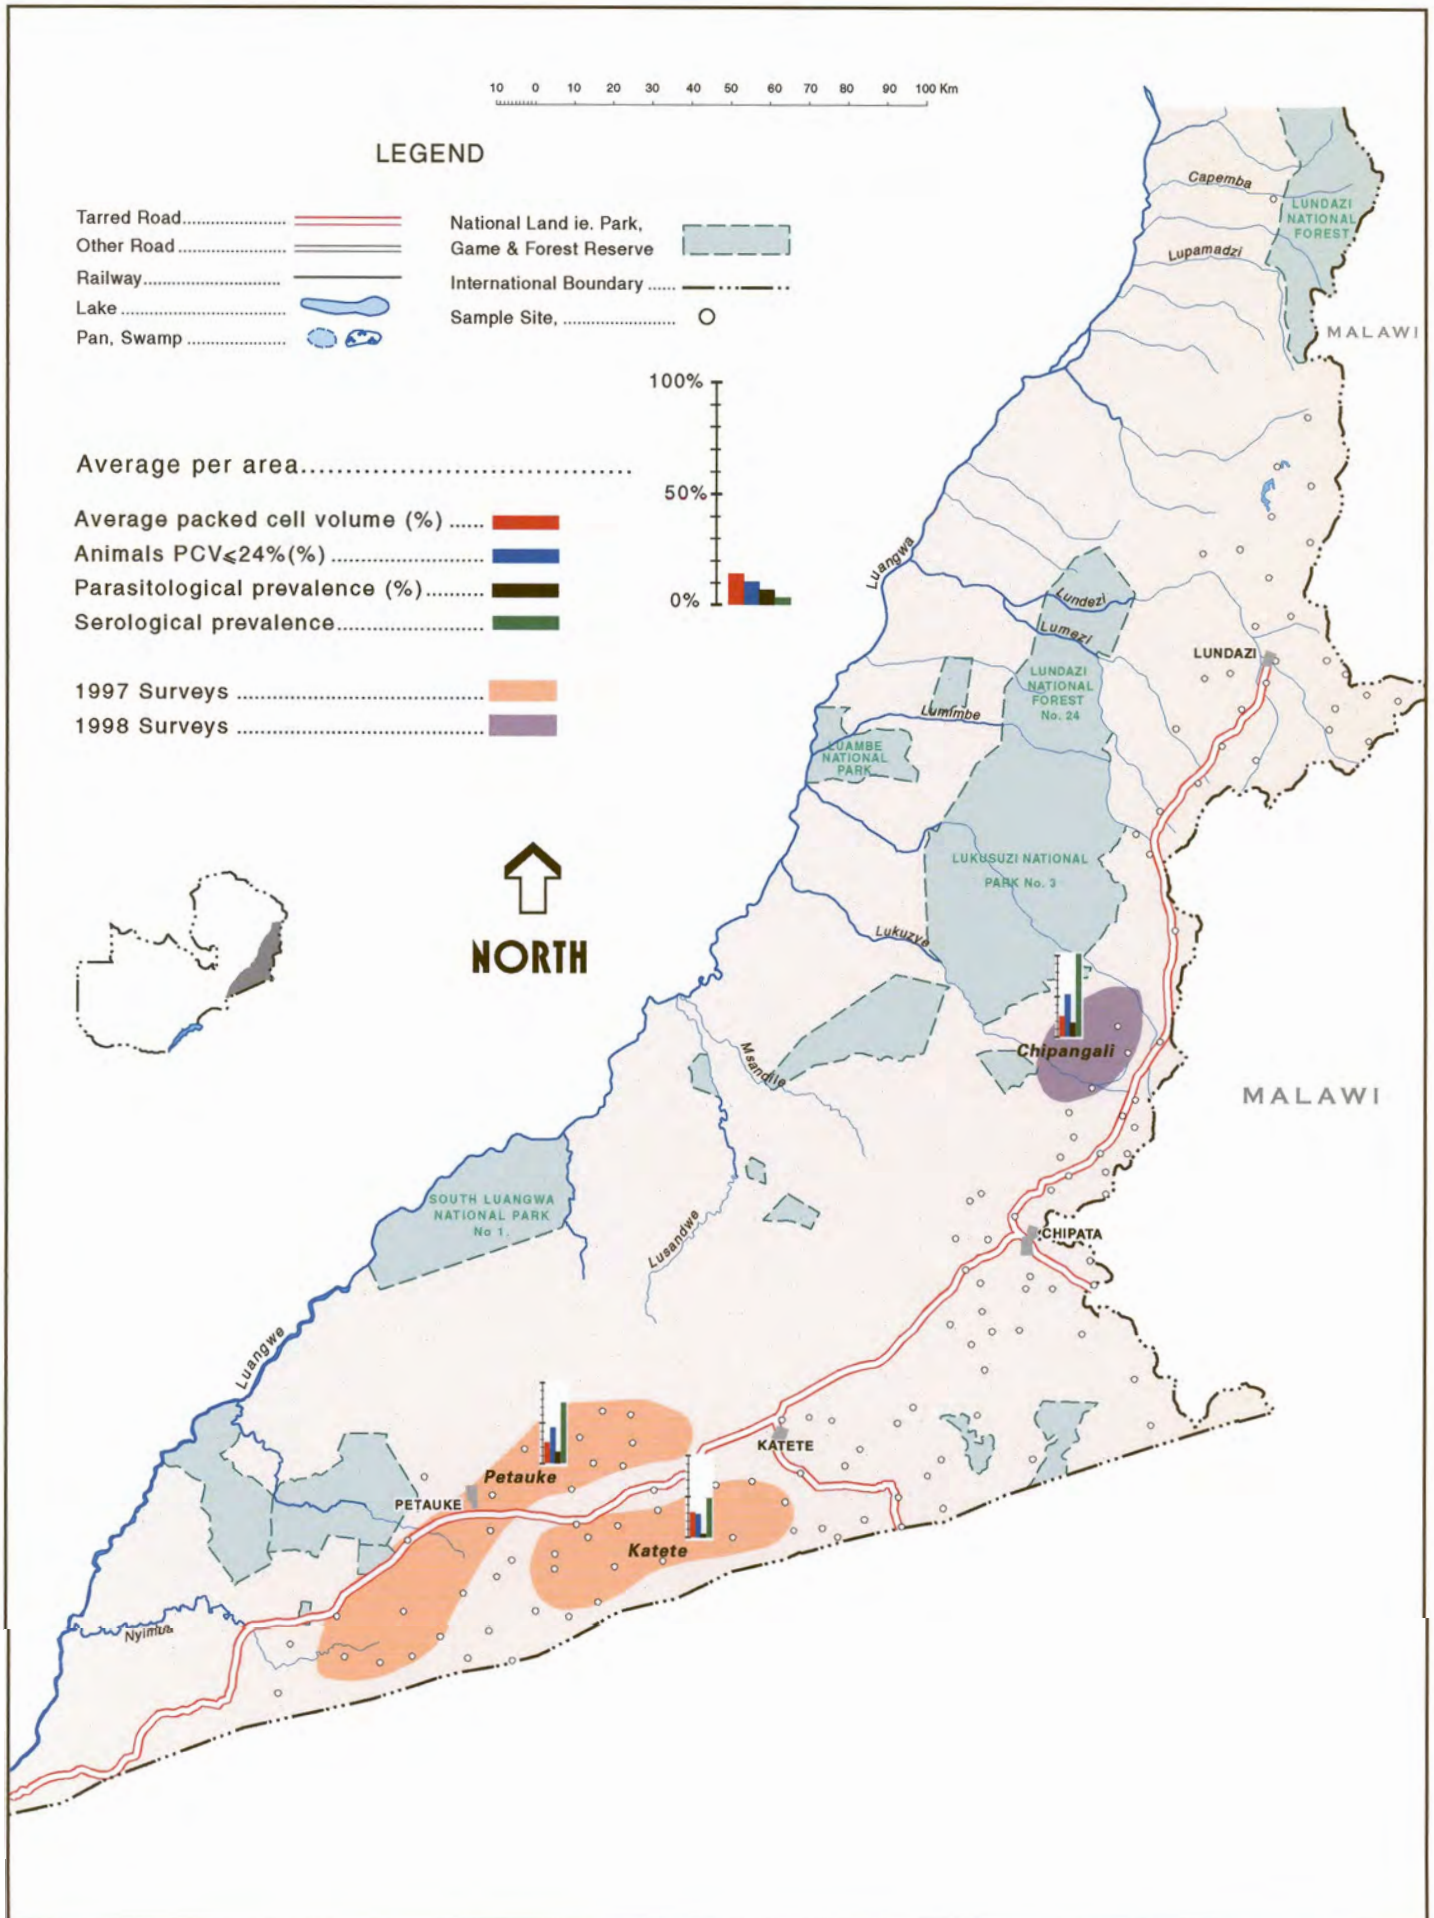 10 0 10 20 30 40 50 60 70 80 90 100 Km
LEGEND
Tarred Road
Other Road
Railway
Lake
Pan, Swamp
National Land ie. Park,
Game & Forest Reserve
International Boundary
Sample Site,
100%
50%
0%
Average per area
Average packed cell volume (%)
Animals PCV⩽24%(%)
Parasitological prevalence (%)
Serological prevalence
1997 Surveys
1998 Surveys
NORTH
Capemba
LUNDAZI
NATIONAL
FOREST
Lupamadzi
MALAWI
Luangwa
Lundezi
Lumezi
LUNDAZI
LUNDAZI
NATIONAL
FOREST
No. 24
Lumimbe
LUAMBE
NATIONAL
PARK
LUKUSUZI NATIONAL
PARK No. 3
Lukuzye
Chipangali
Msandile
MALAWI
SOUTH LUANGWA
NATIONAL PARK
No 1.
Lusandwe
CHIPATA
Luangwe
KATETE
Petauke
PETAUKE
Katete
Nyimua